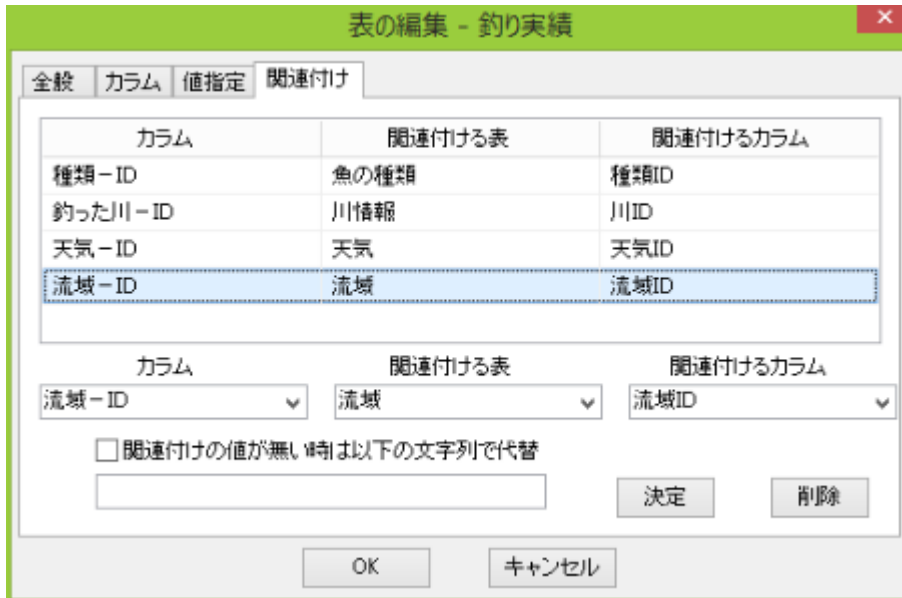 表の編集 - 釣り実績
全般 カラム 値指定 関連付け
カラム 関連付ける表 関連付けるカラム
種類－ID 魚の種類 種類ID
釣った川－ID 川情報 川ID
天気－ID 天気 天気ID
流域－ID 流域 流域ID
カラム 関連付ける表 関連付けるカラム
流域－ID 流域 流域ID
関連付けの値が無い時は以下の文字列で代替
決定 削除
OK キャンセル